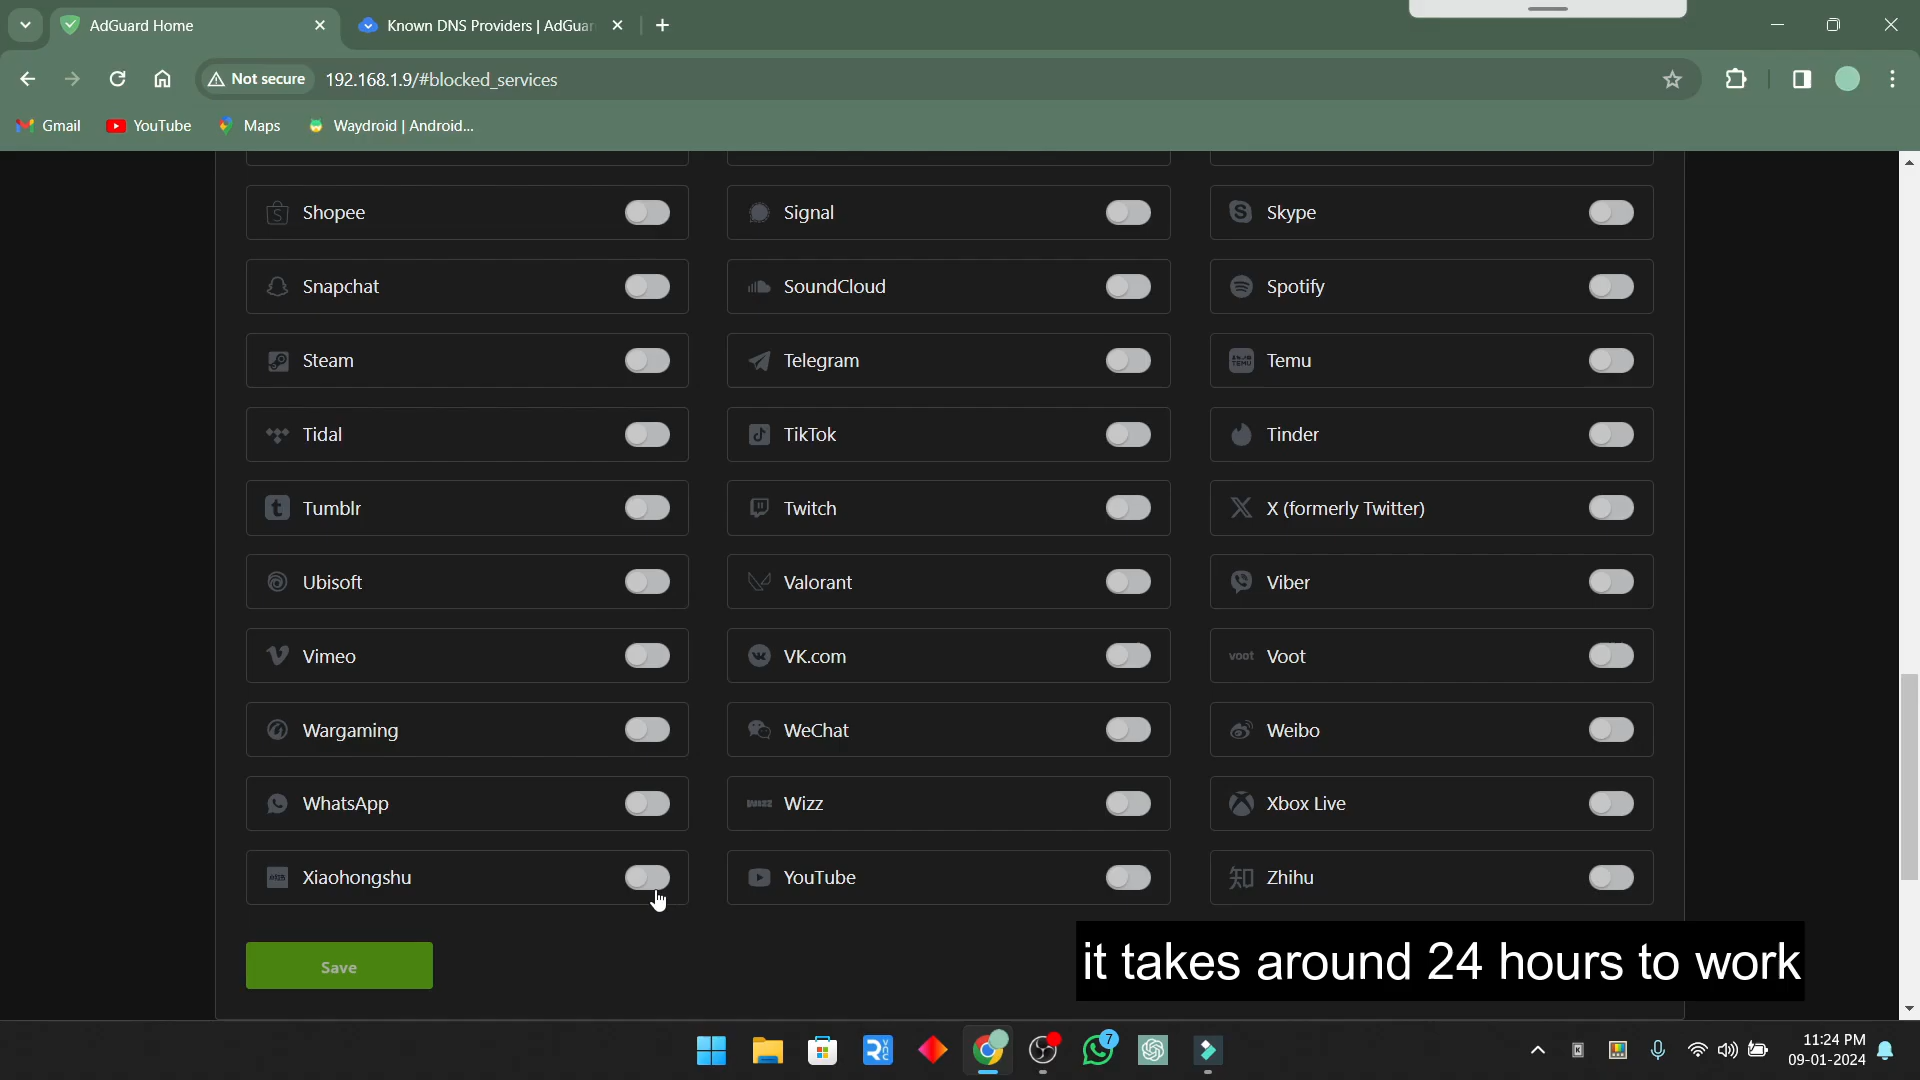 AdGuard Home
Known DNS Providers | AdGuar
Not secure 192.168.1.9/#blocked_services
Gmail YouTube Maps Waydroid | Android...
Shopee Signal Skype
Snapchat SoundCloud Spotify
Steam Telegram Temu
Tidal TikTok Tinder
Tumblr Twitch X (formerly Twitter)
Ubisoft Valorant Viber
Vimeo VK.com voot Voot
Wargaming WeChat Weibo
WhatsApp Wizz Xbox Live
Xiaohongshu YouTube 知 Zhihu
Save
it takes around 24 hours to work
7
11:24 PM
09-01-2024